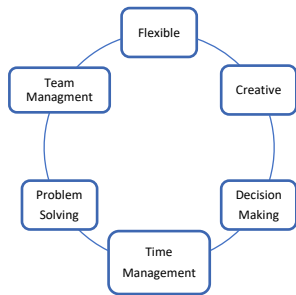 Flexible
Creative
Decision
Making
Time
Management
Problem
Solving
Team
Managment